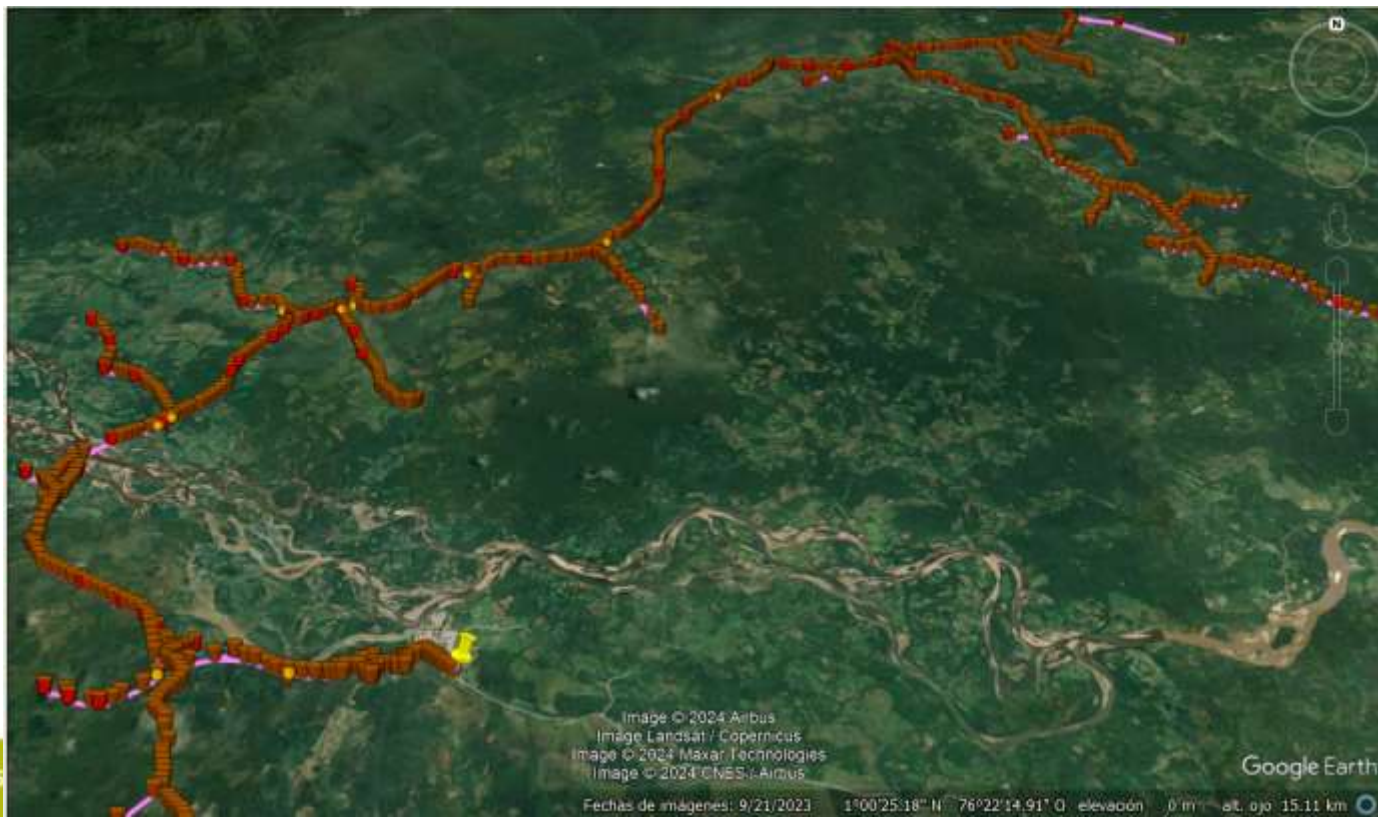 N
Image © 2024 Airbus
Image Landsat / Copernicus
Image © 2024 Maxar Technologies
Image © 2024 CNES / Airbus
Google Earth
Fechas de imágenes: 9/21/2023 1°00'25.18" N 76°22'14.91" O elevación 0 m alt. ojo 15.11 km